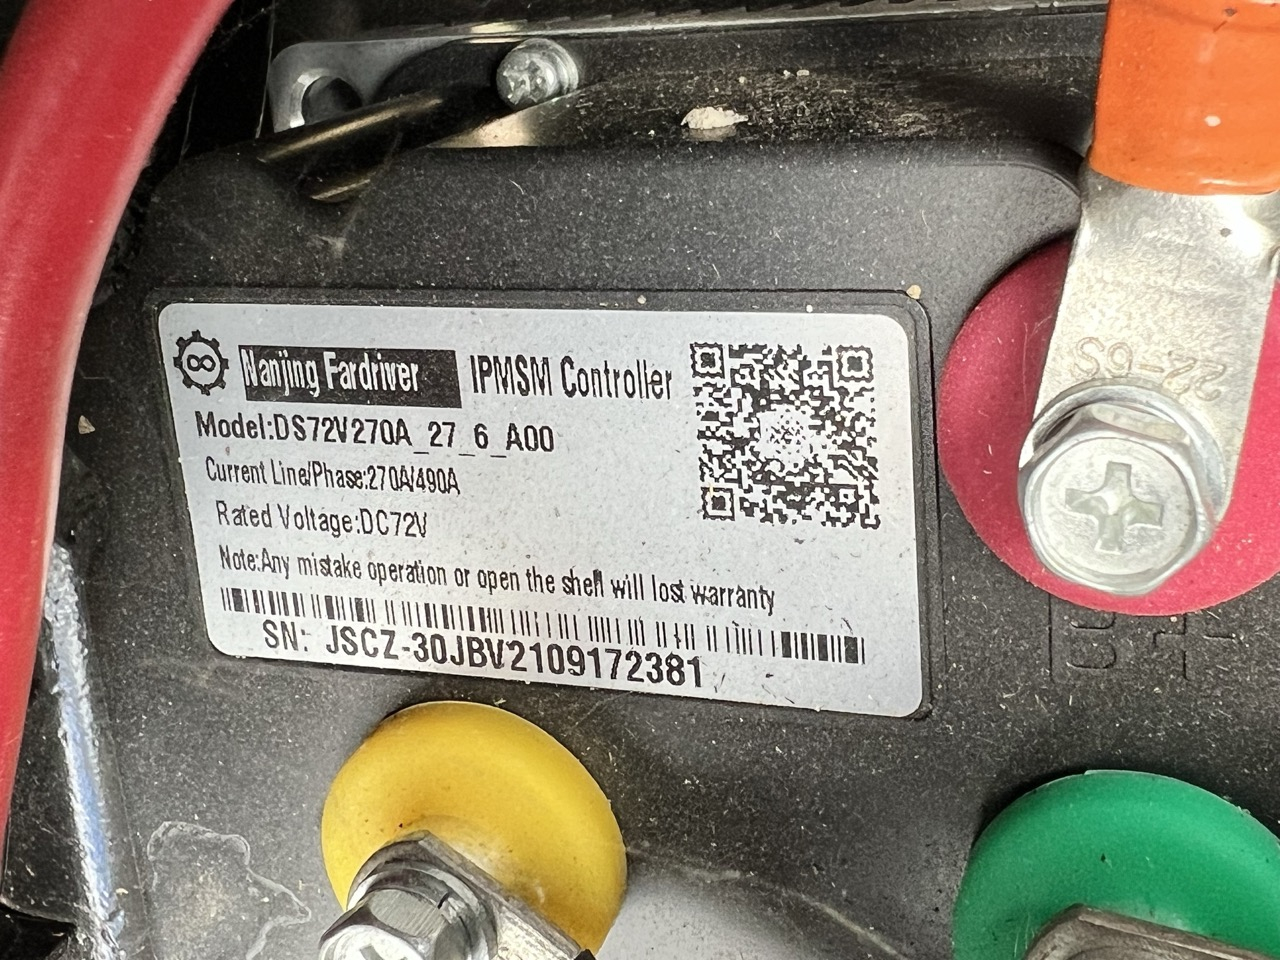 Nanjing Fardriver IPMSM Controller
Model:DS72V270A_27_6_A00
Current Line/Phase:270A/490A
Rated Voltage:DC72V
Note:Any mistake operation or open the shell will lost warranty
SN: JSCZ-30JBV2109172381
SG-22